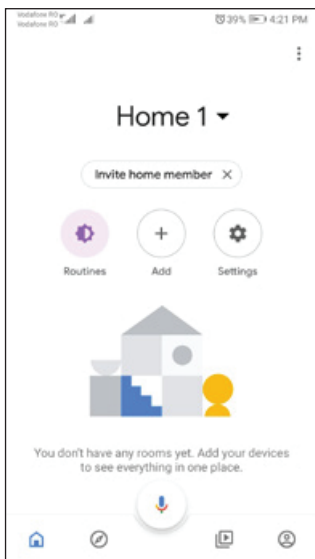 Vodafone RO
Vodafone RO
39% 4:21 PM
Home 1
Invite home member
Routines Add Settings
You don't have any rooms yet. Add your devices
to see everything in one place.